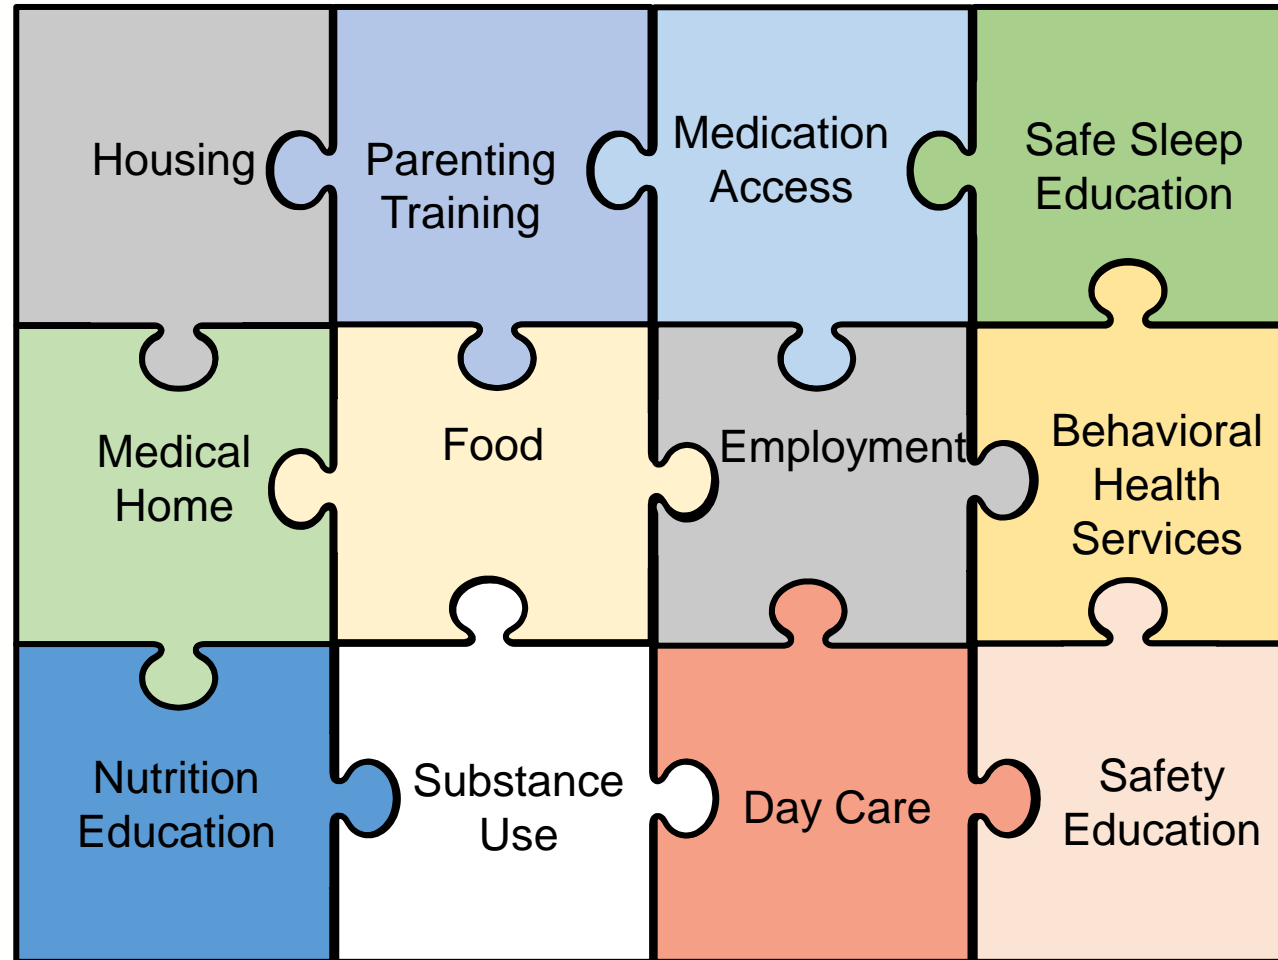 Housing
Parenting
Training
Medication
Access
Safe Sleep
Education
Medical
Home
Food
Employment
Behavioral
Health
Services
Nutrition
Education
Substance
Use
Day Care
Safety
Education